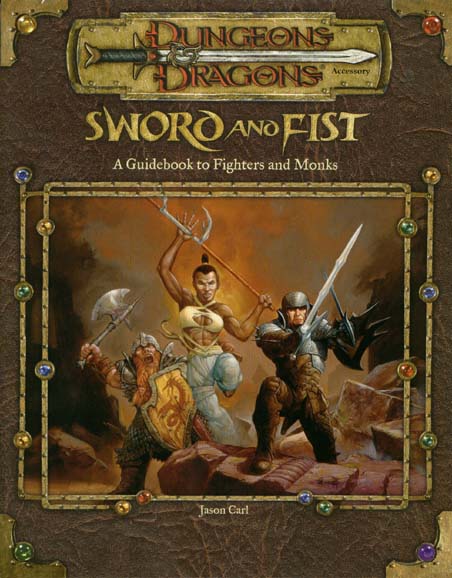 DUNGEONS
DRAGONS
Accessory
SWORD AND FIST
A Guidebook to Fighters and Monks
Jason Carl